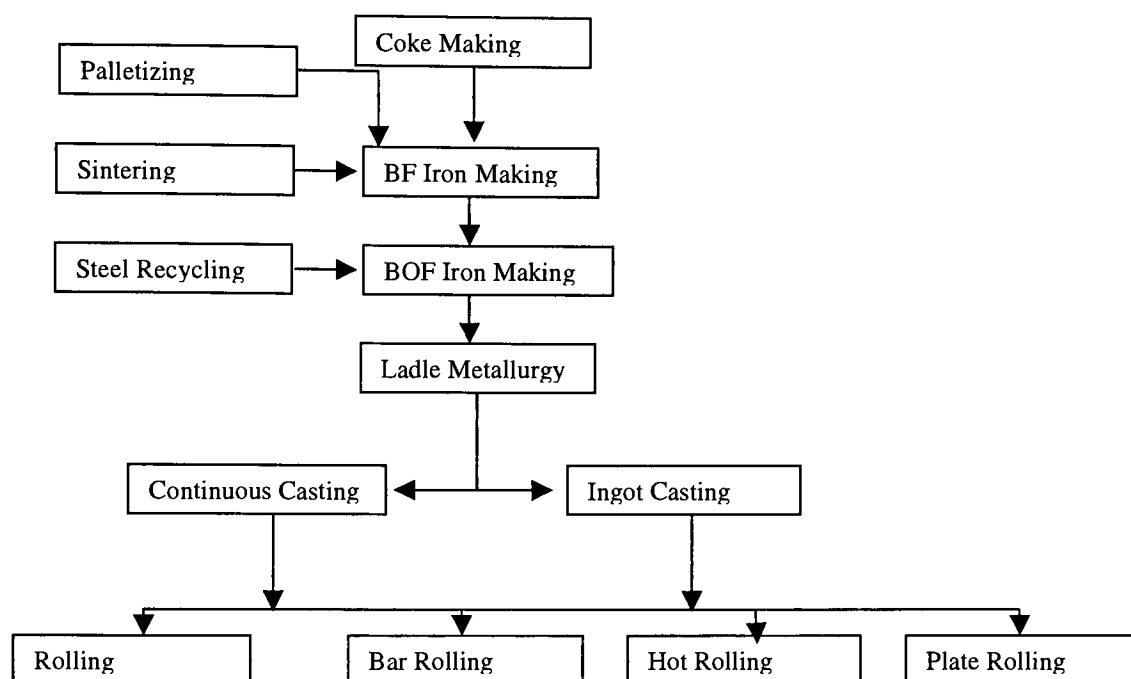 Coke Making
Palletizing
Sintering
BF Iron Making
Steel Recycling
BOF Iron Making
Ladle Metallurgy
Continuous Casting
Ingot Casting
Rolling
Bar Rolling
Hot Rolling
Plate Rolling